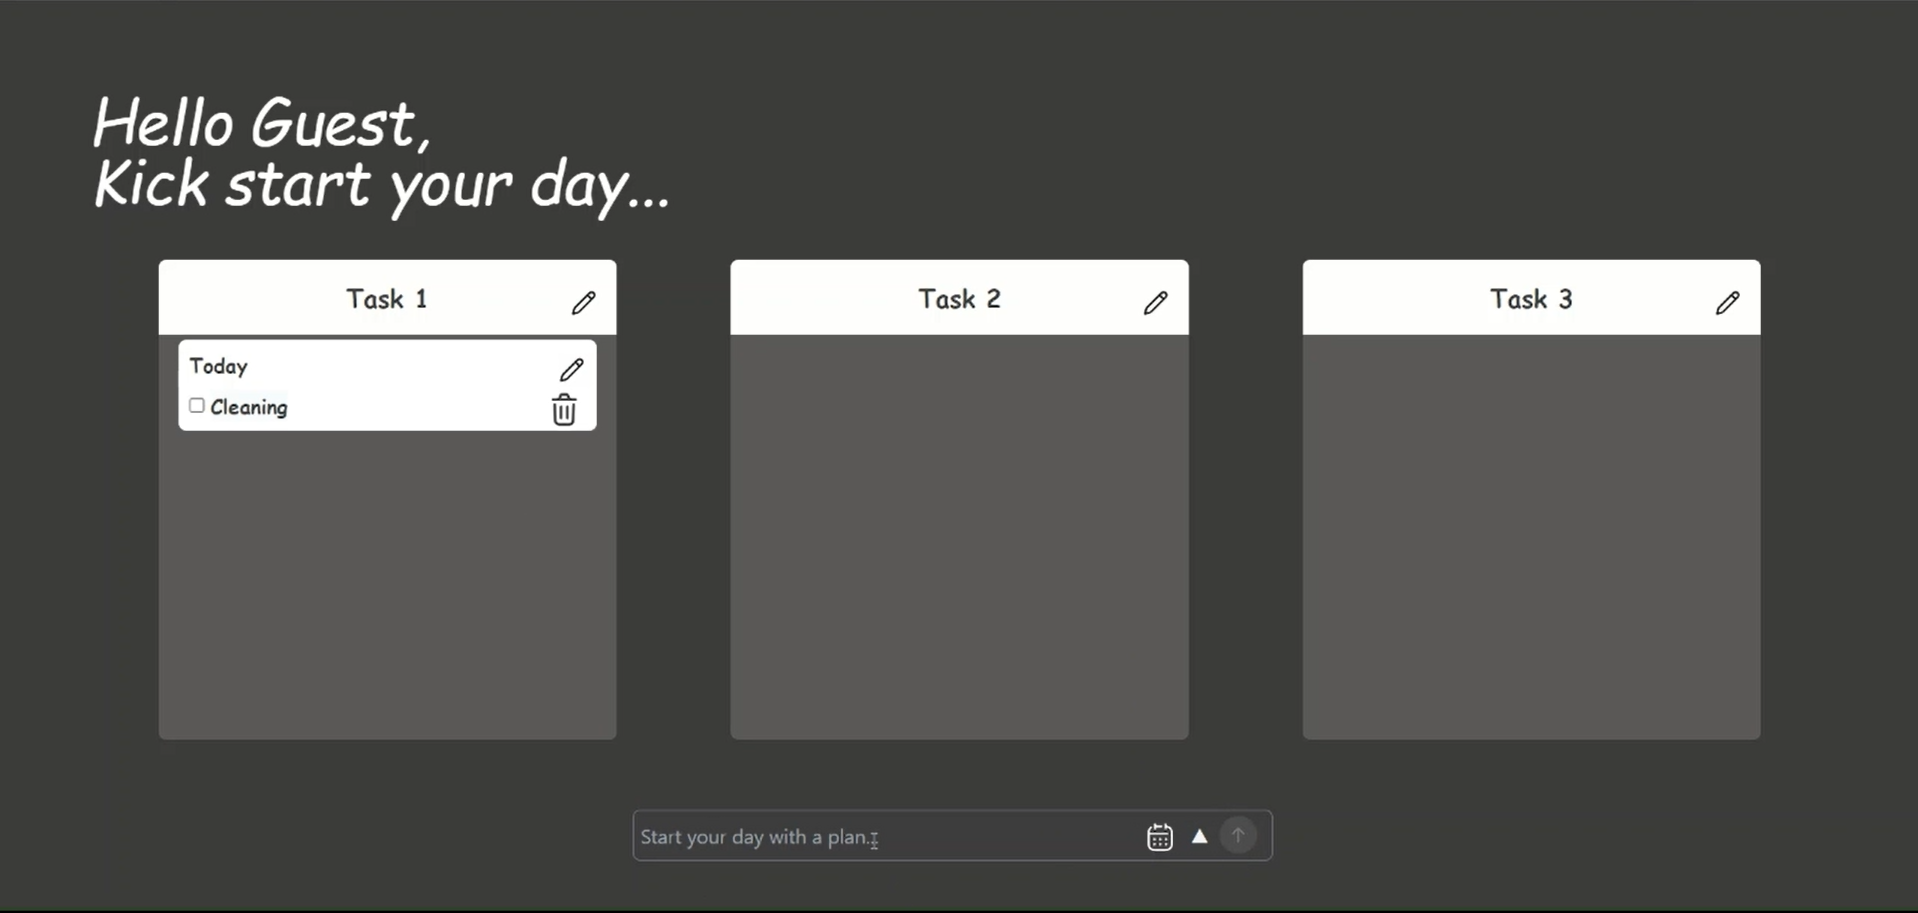 Hello Guest,
Kick start your day...
Task 1
Task 2
Task 3
Today
Cleaning
Start your day with a plan.